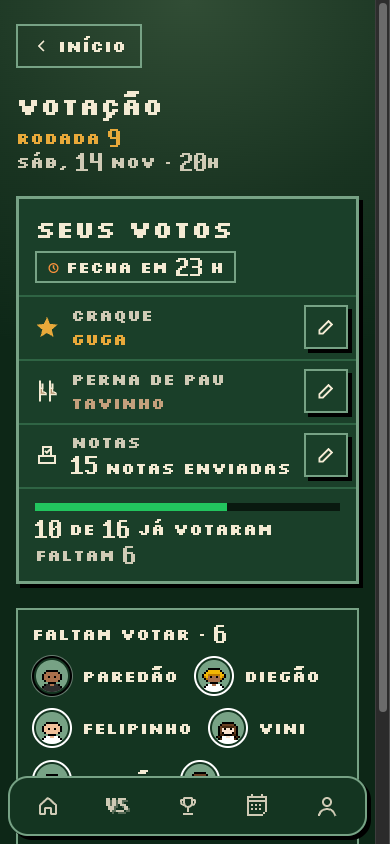 INÍCIO
VOTAÇÃO
RODADA 9
SÁB, 14 NOV · 20H
SEUS VOTOS
FECHA EM 23 H
CRAQUE
GUGA
PERNA DE PAU
TAVINHO
NOTAS
15 NOTAS ENVIADAS
10 DE 16 JÁ VOTARAM
FALTAM 6
FALTAM VOTAR · 6
PAREDÃO DIEGÃO
FELIPINHO VINI
VS